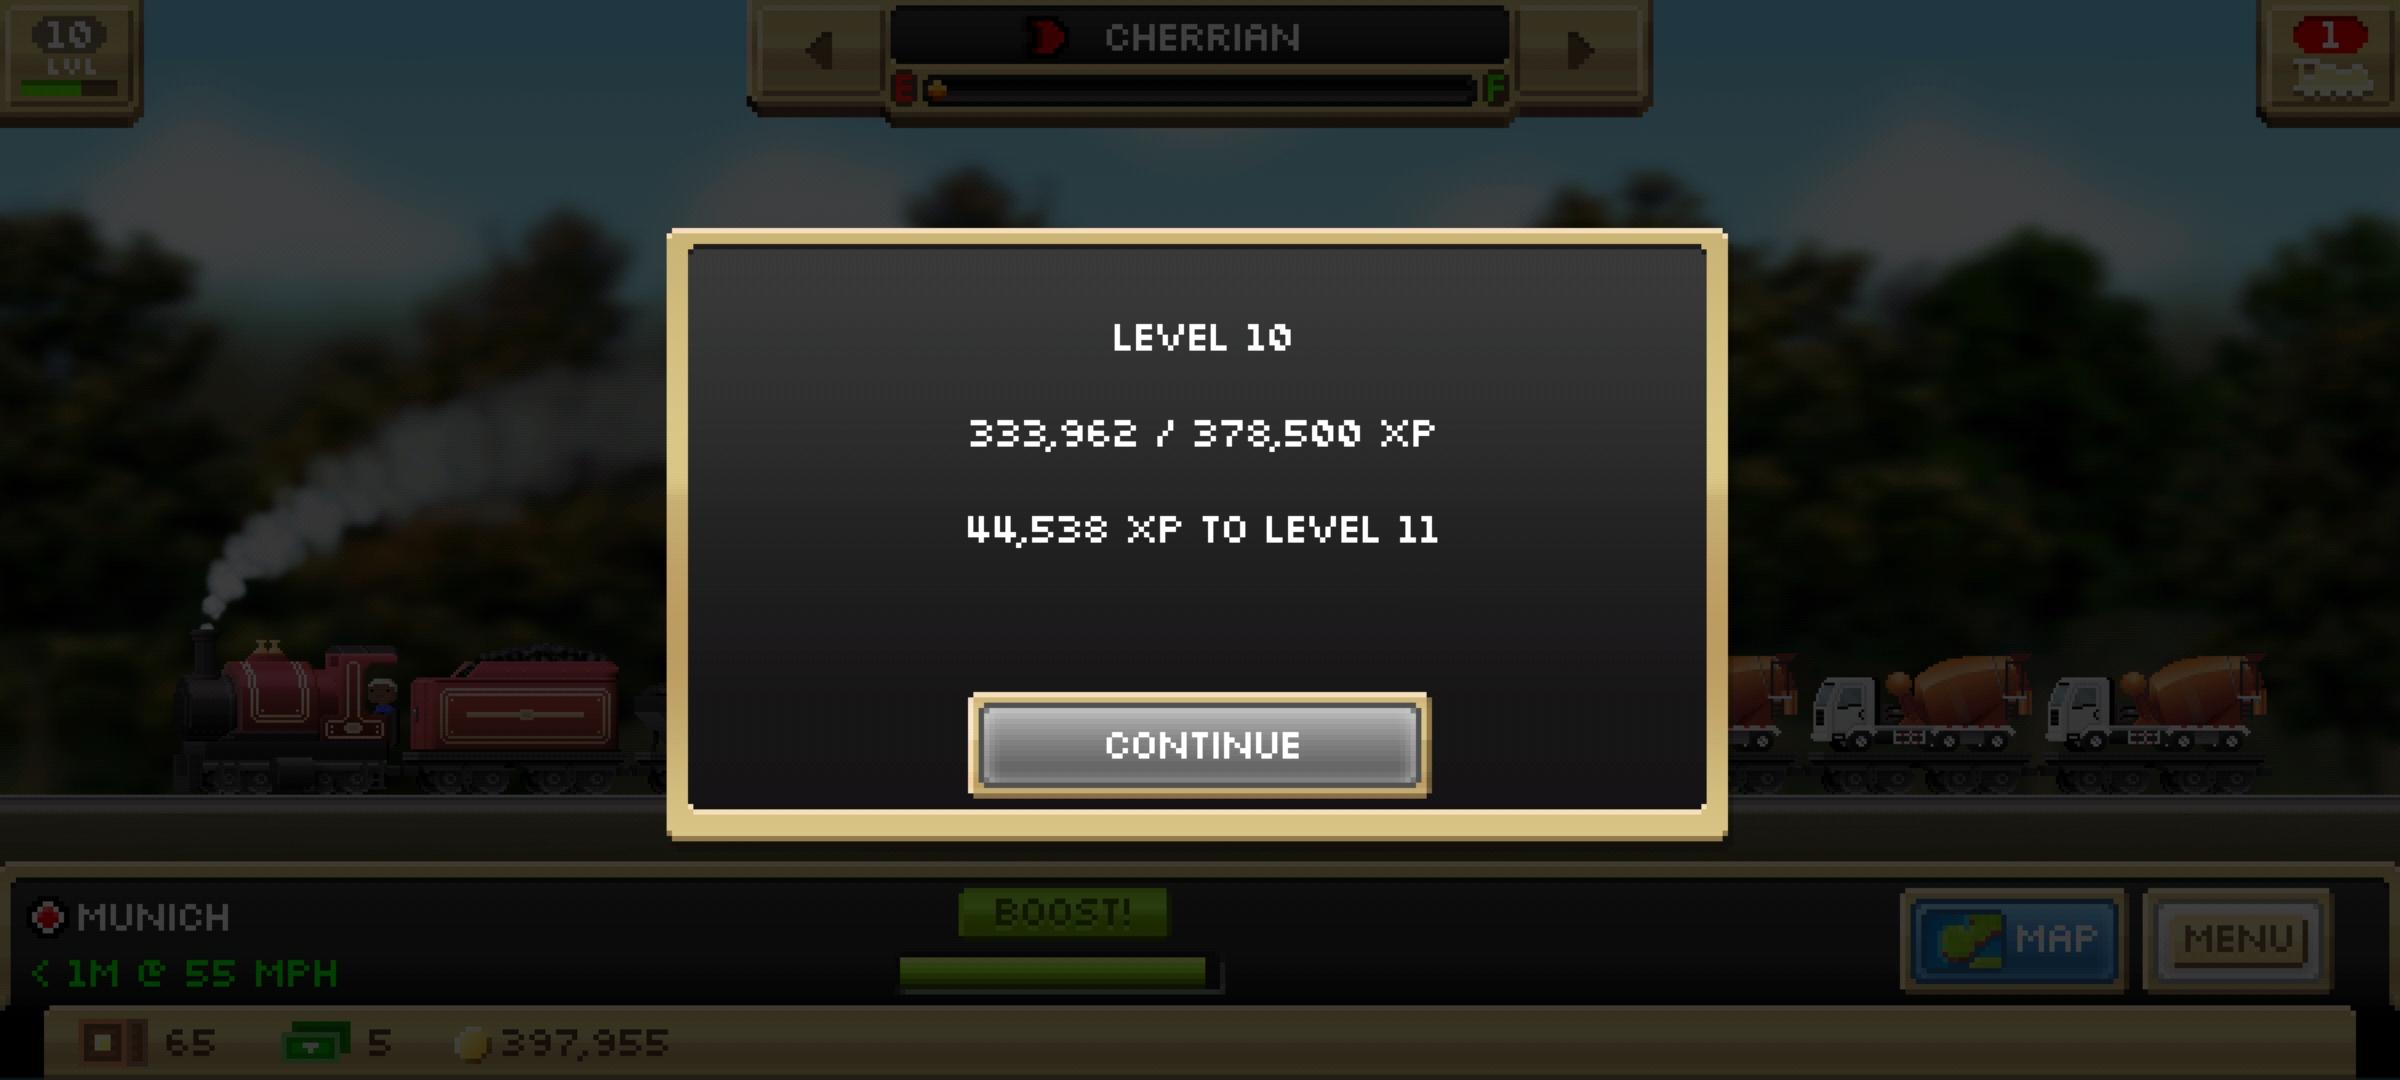 10
LVL
CHERRIAN
E F
1
LEVEL 10
333,962 / 378,500 XP
44,538 XP TO LEVEL 11
CONTINUE
MUNICH
< 1M @ 55 MPH
BOOST!
MAP
MENU
65
5
397,955